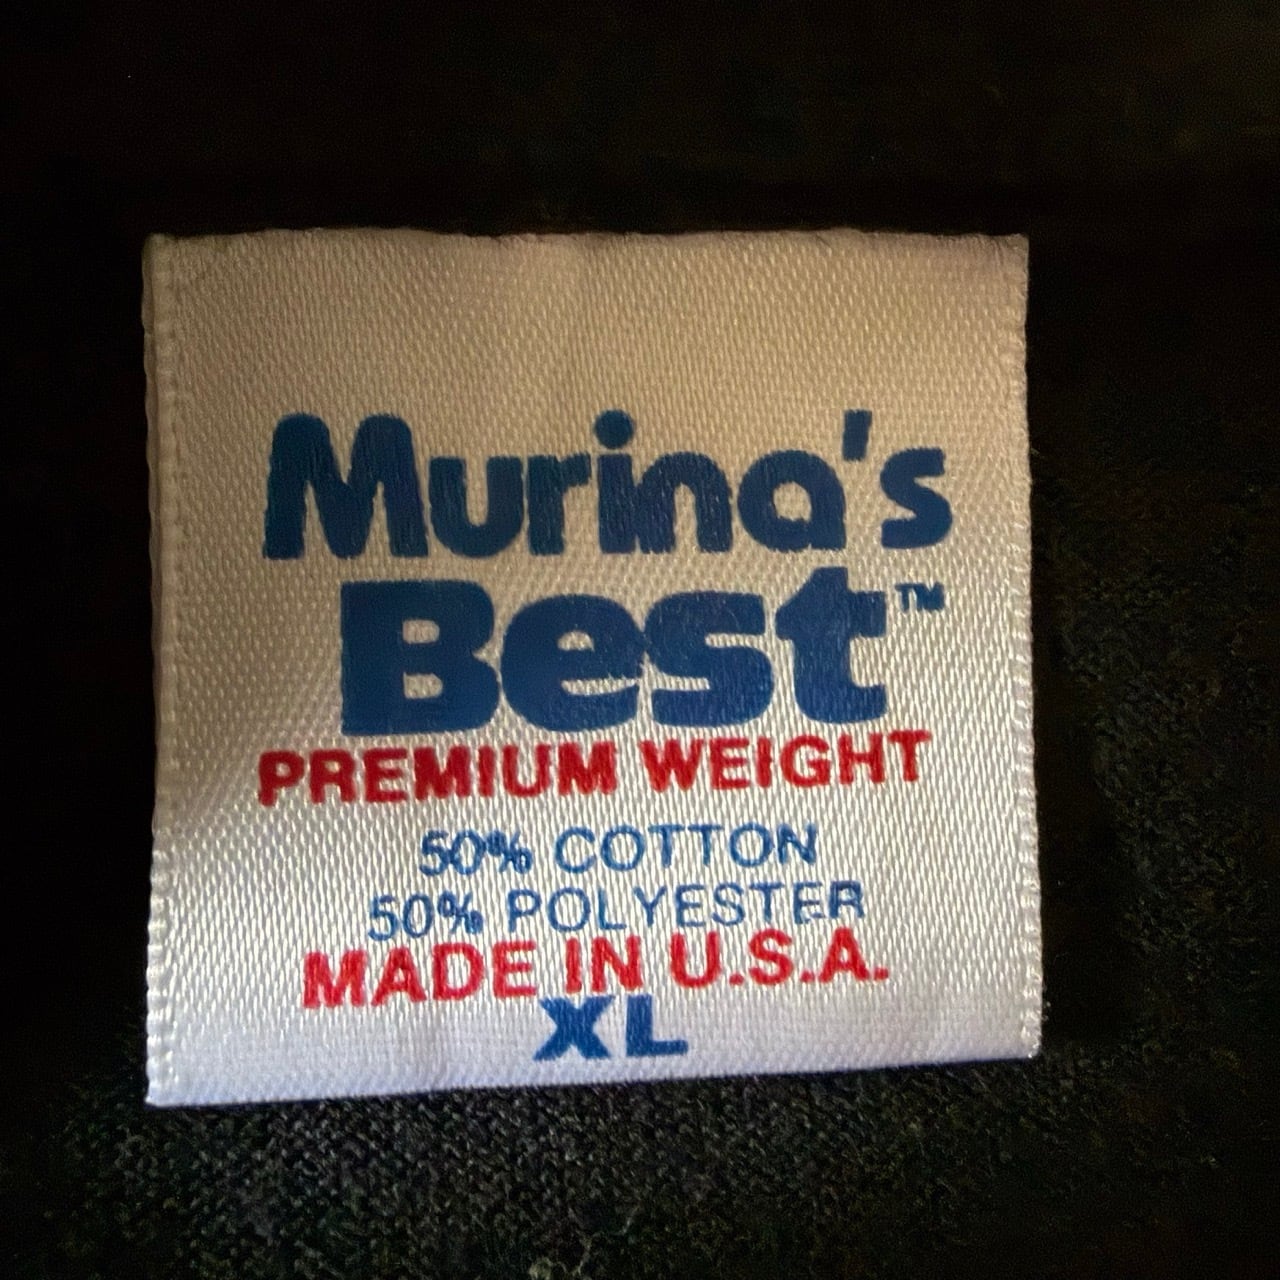 Murina's
Best™
PREMIUM WEIGHT
50% COTTON
50% POLYESTER
MADE IN U.S.A.
XL